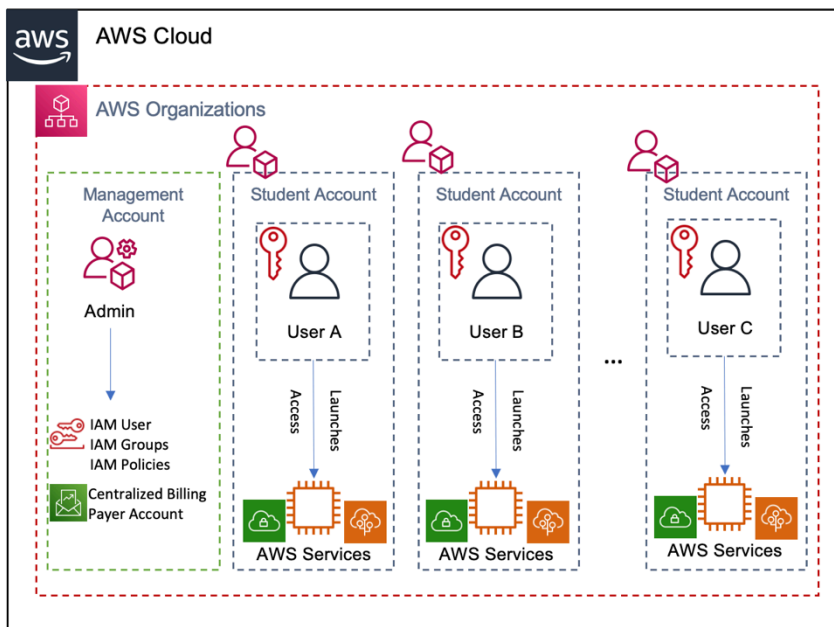 aws
AWS Cloud
AWS Organizations
Management
Account
Admin
IAM User
IAM Groups
IAM Policies
Centralized Billing
Payer Account
Student Account
User A
Access
Launches
AWS Services
Student Account
User B
Access
Launches
AWS Services
...
Student Account
User C
Access
Launches
AWS Services